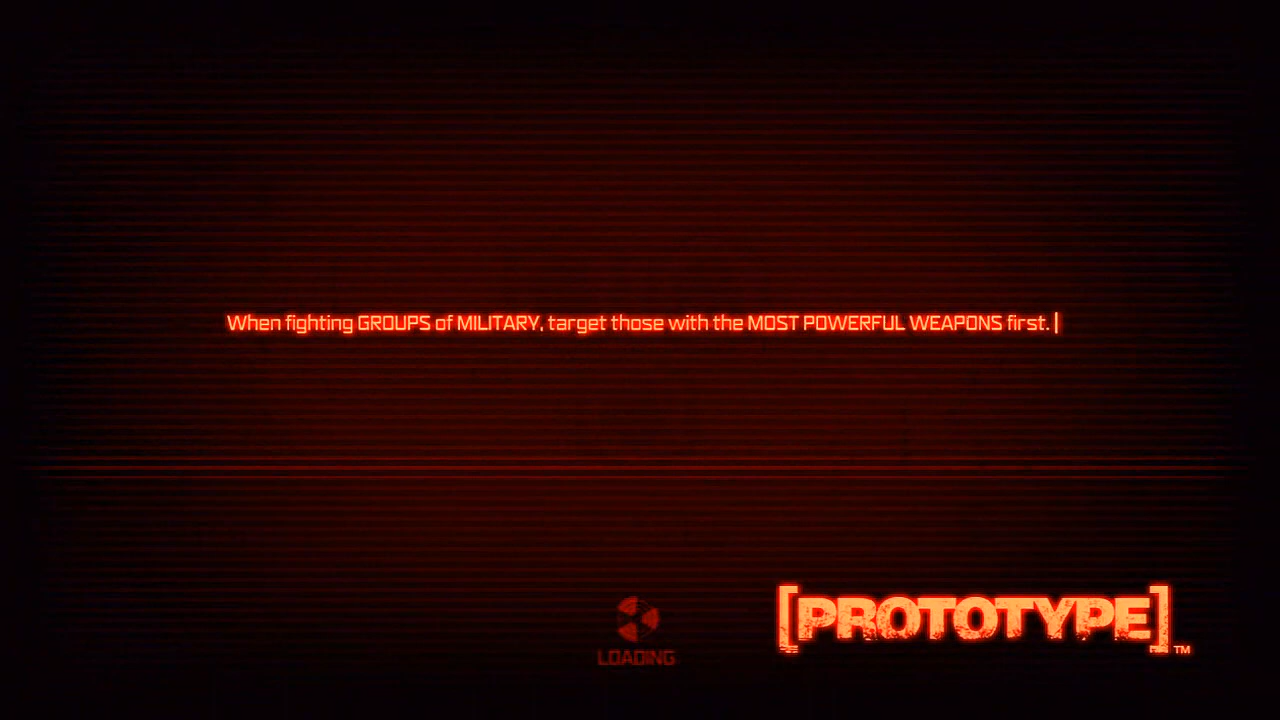 When fighting GROUPS of MILITARY, target those with the MOST POWERFUL WEAPONS first.
LOADING
[PROTOTYPE]™